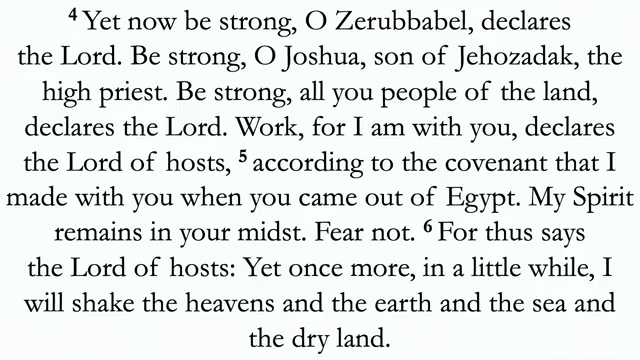 4 Yet now be strong, O Zerubbabel, declares
the Lord. Be strong, O Joshua, son of Jehozadak, the
high priest. Be strong, all you people of the land,
declares the Lord. Work, for I am with you, declares
the Lord of hosts, 5 according to the covenant that I
made with you when you came out of Egypt. My Spirit
remains in your midst. Fear not. 6 For thus says
the Lord of hosts: Yet once more, in a little while, I
will shake the heavens and the earth and the sea and
the dry land.